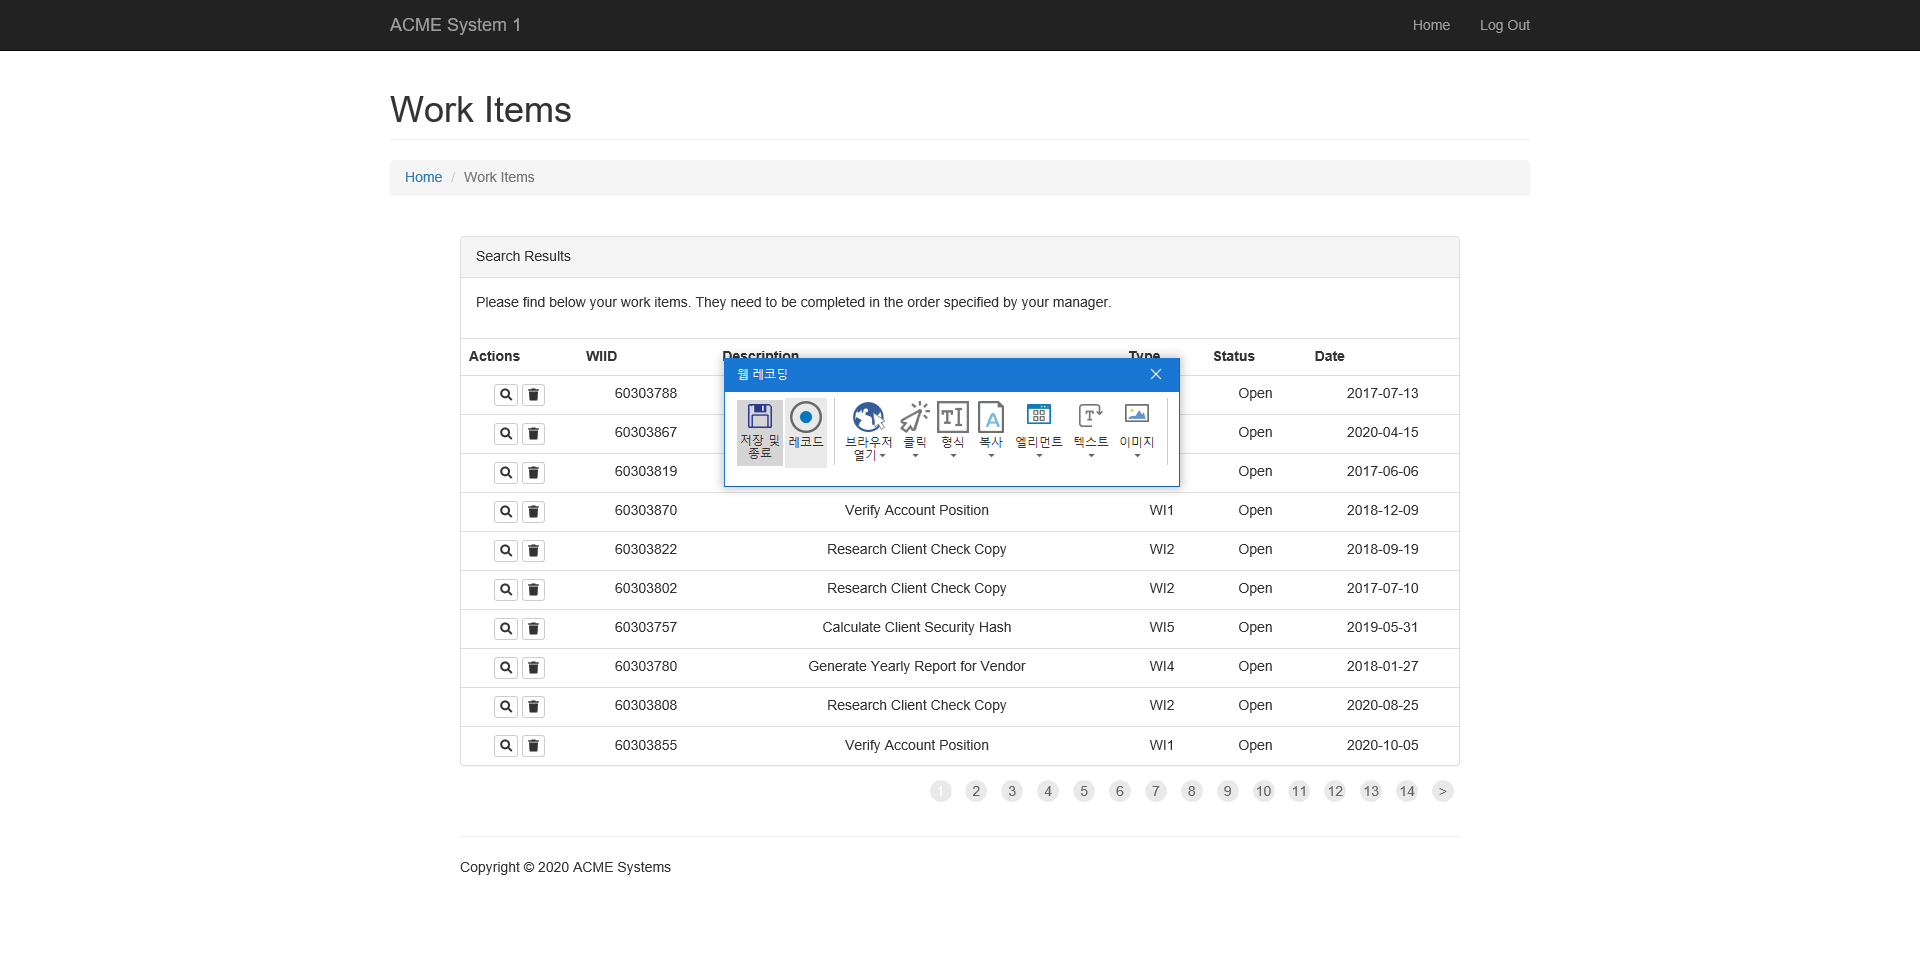 ACME System 1 Home Log Out
Work Items
Home / Work Items
Search Results
Please find below your work items. They need to be completed in the order specified by your manager.
Actions WIID Description Type Status Date
웹 레코딩
저장 및 종료 레코드 브라우저 열기 클릭 형식 복사 엘리먼트 텍스트 이미지
60303788 Open 2017-07-13
60303867 Open 2020-04-15
60303819 Open 2017-06-06
60303870 Verify Account Position WI1 Open 2018-12-09
60303822 Research Client Check Copy WI2 Open 2018-09-19
60303802 Research Client Check Copy WI2 Open 2017-07-10
60303757 Calculate Client Security Hash WI5 Open 2019-05-31
60303780 Generate Yearly Report for Vendor WI4 Open 2018-01-27
60303808 Research Client Check Copy WI2 Open 2020-08-25
60303855 Verify Account Position WI1 Open 2020-10-05
1 2 3 4 5 6 7 8 9 10 11 12 13 14 >
Copyright © 2020 ACME Systems